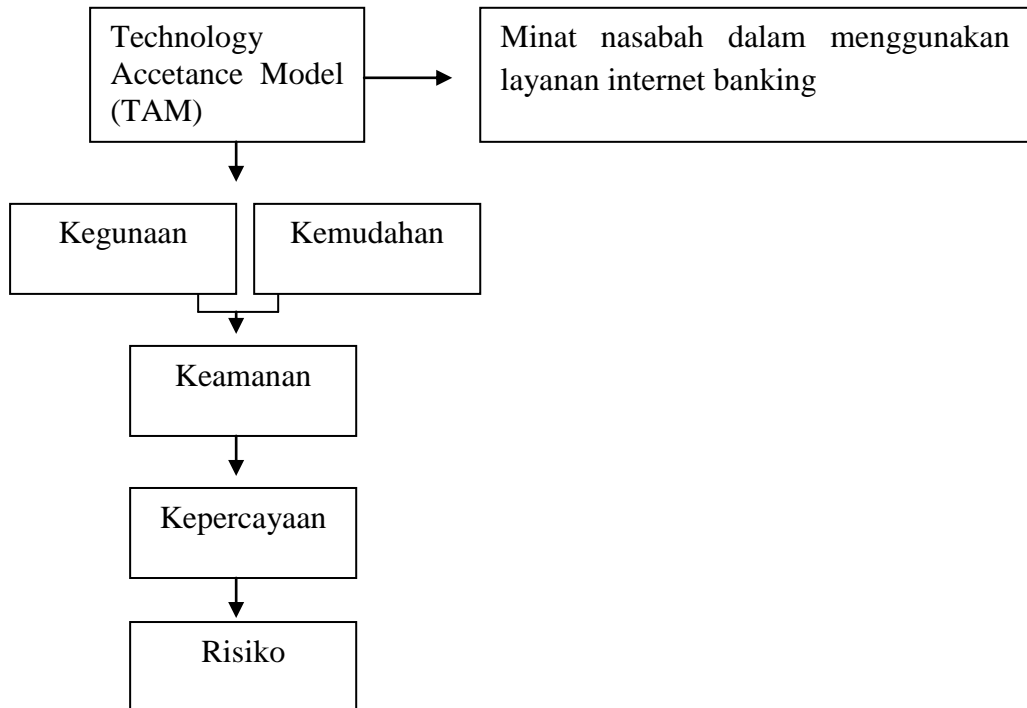 Technology
Accetance Model
(TAM)
Minat nasabah dalam menggunakan
layanan internet banking
Kegunaan
Kemudahan
Keamanan
Kepercayaan
Risiko